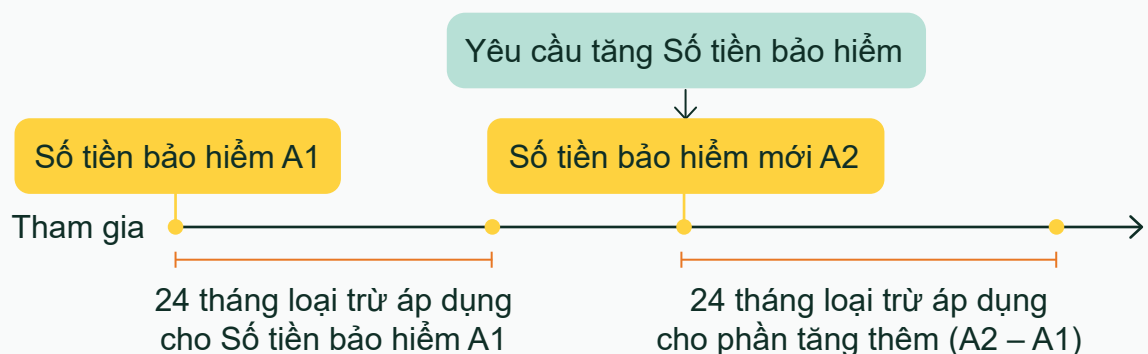 Yêu cầu tăng Số tiền bảo hiểm
Số tiền bảo hiểm A1
Số tiền bảo hiểm mới A2
Tham gia
24 tháng loại trừ áp dụng
cho Số tiền bảo hiểm A1
24 tháng loại trừ áp dụng
cho phần tăng thêm (A2 – A1)